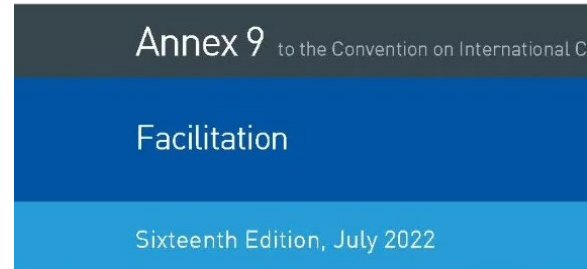 Annex 9 to the Convention on International C
Facilitation
Sixteenth Edition, July 2022